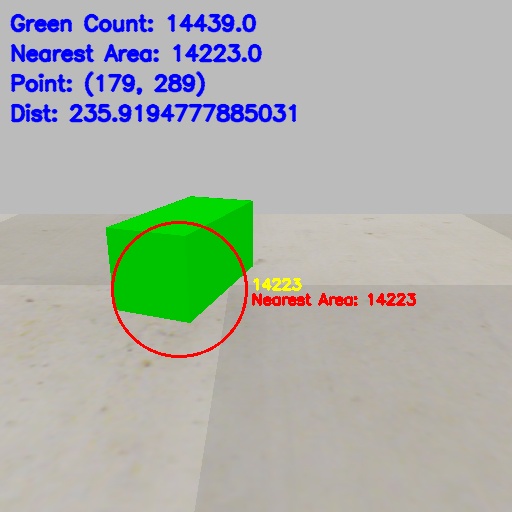 Green Count: 14439.0
Nearest Area: 14223.0
Point: (179, 289)
Dist: 235.9194777885031
14223
Nearest Area: 14223